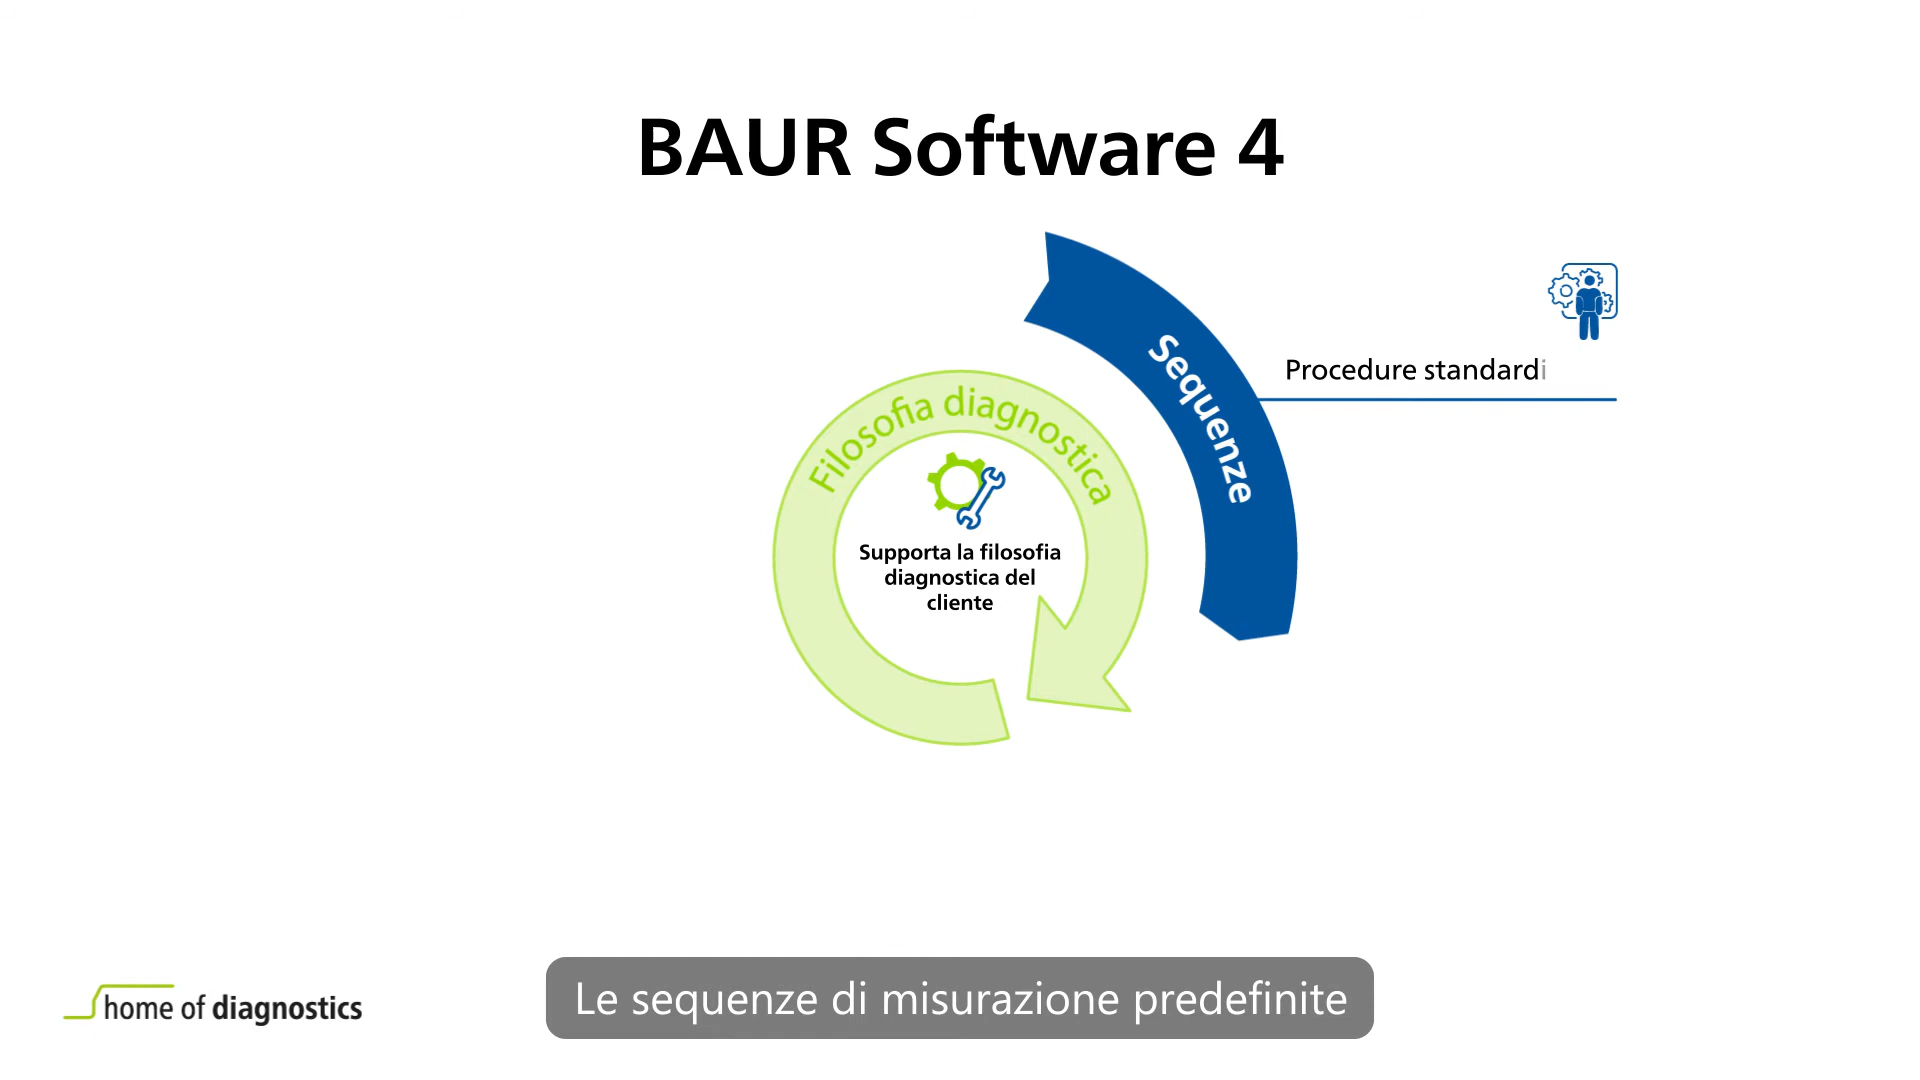 BAUR Software 4
Sequenze
Procedure standardi
Filosofia diagnostica
Supporta la filosofia
diagnostica del
cliente
home of diagnostics
Le sequenze di misurazione predefinite